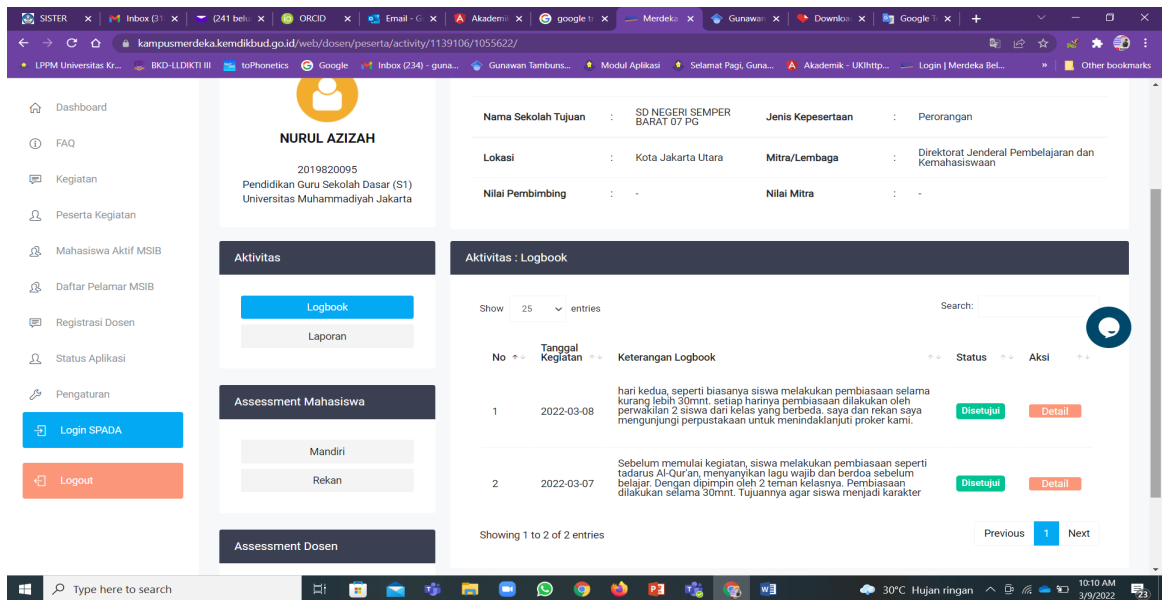 SISTER
Inbox (31
(241 belu
ORCID
Email - G
Akademi
google tr
Merdeka
Gunawan
Downloa
Google T
kampusmerdeka.kemdikbud.go.id/web/dosen/peserta/activity/1139106/1055622/
LPPM Universitas Kr...
BKD-LLDIKTI III
toPhonetics
Google
Inbox (234) - guna...
Gunawan Tambuns...
Modul Aplikasi
Selamat Pagi, Guna...
Akademik - UKIhttp...
Login | Merdeka Bel...
»
Other bookmarks
Dashboard
FAQ
Kegiatan
Peserta Kegiatan
Mahasiswa Aktif MSIB
Daftar Pelamar MSIB
Registrasi Dosen
Status Aplikasi
Pengaturan
Login SPADA
Logout
NURUL AZIZAH
2019820095
Pendidikan Guru Sekolah Dasar (S1)
Universitas Muhammadiyah Jakarta
Nama Sekolah Tujuan : SD NEGERI SEMPER
BARAT 07 PG
Jenis Kepesertaan : Perorangan
Lokasi : Kota Jakarta Utara
Mitra/Lembaga : Direktorat Jenderal Pembelajaran dan
Kemahasiswaan
Nilai Pembimbing : -
Nilai Mitra : -
Aktivitas
Logbook
Laporan
Assessment Mahasiswa
Mandiri
Rekan
Assessment Dosen
Aktivitas : Logbook
Show 25 entries
Search:
No
Tanggal
Kegiatan
Keterangan Logbook
Status
Aksi
1
2022-03-08
hari kedua, seperti biasanya siswa melakukan pembiasaan selama
kurang lebih 30mnt. setiap harinya pembiasaan dilakukan oleh
perwakilan 2 siswa dari kelas yang berbeda. saya dan rekan saya
mengunjungi perpustakaan untuk menindaklanjuti proker kami.
Disetujui
Detail
2
2022-03-07
Sebelum memulai kegiatan, siswa melakukan pembiasaan seperti
tadarus Al-Qur'an, menyanyikan lagu wajib dan berdoa sebelum
belajar. Dengan dipimpin oleh 2 teman kelasnya. Pembiasaan
dilakukan selama 30mnt. Tujuannya agar siswa menjadi karakter
Disetujui
Detail
Showing 1 to 2 of 2 entries
Previous 1 Next
Type here to search
30°C Hujan ringan
10:10 AM
3/9/2022
23